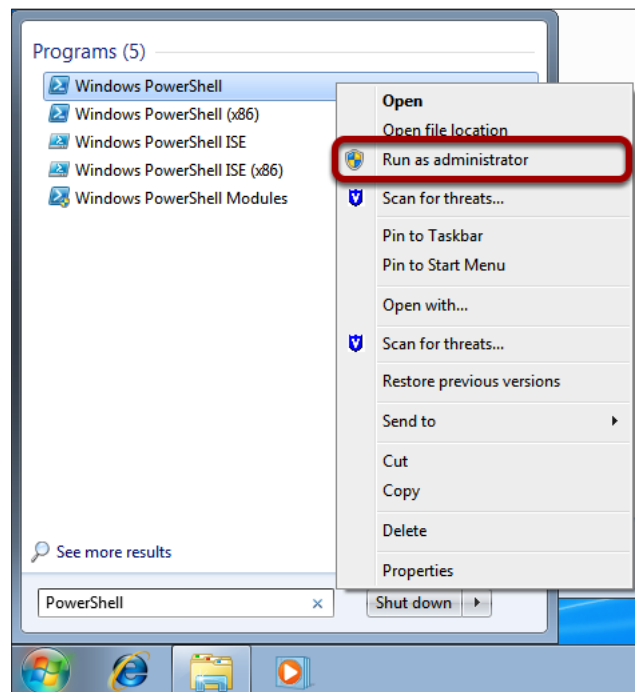 Programs (5)
Windows PowerShell
Windows PowerShell (x86)
Windows PowerShell ISE
Windows PowerShell ISE (x86)
Windows PowerShell Modules
See more results
PowerShell
Shut down
Open
Open file location
Run as administrator
Scan for threats...
Pin to Taskbar
Pin to Start Menu
Open with...
Scan for threats...
Restore previous versions
Send to
Cut
Copy
Delete
Properties